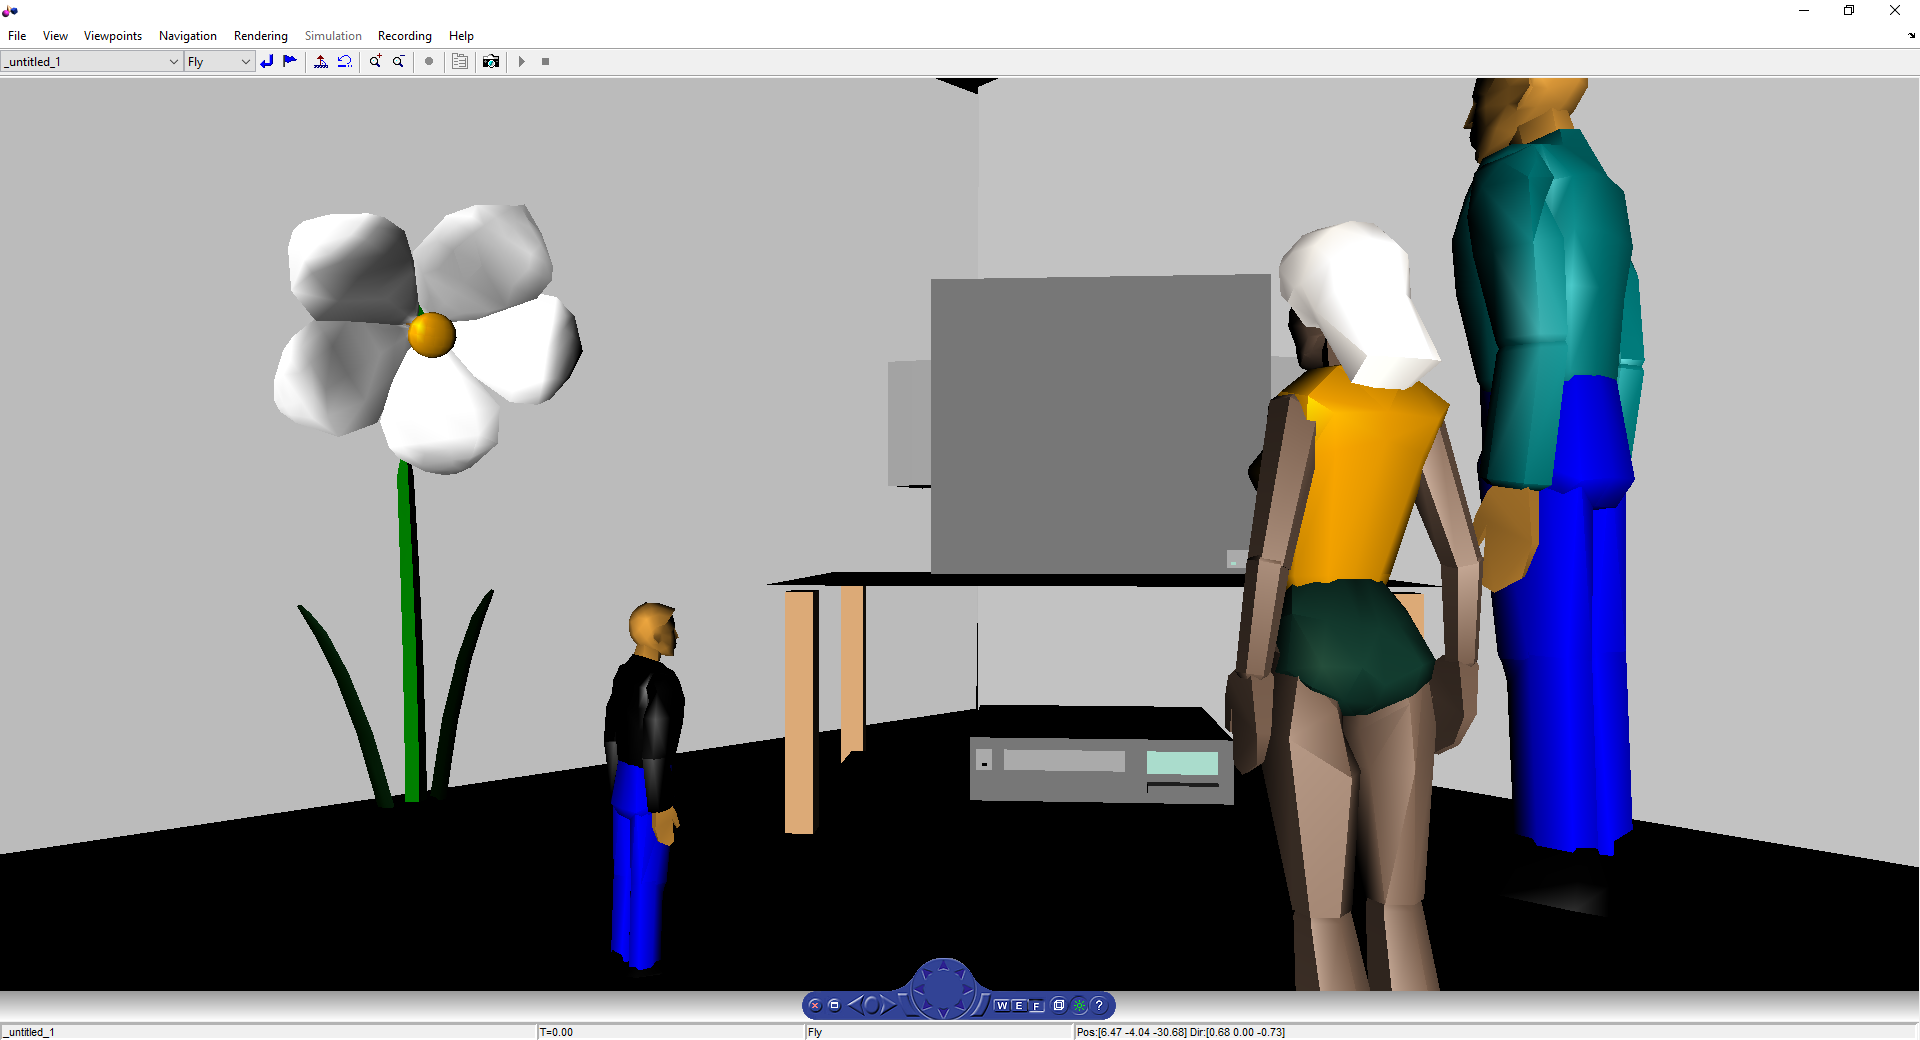 File View Viewpoints Navigation Rendering Simulation Recording Help
_untitled_1 Fly
W E F ?
_untitled_1 T=0.00 Fly Pos:[6.47 -4.04 -30.68] Dir:[0.68 0.00 -0.73]